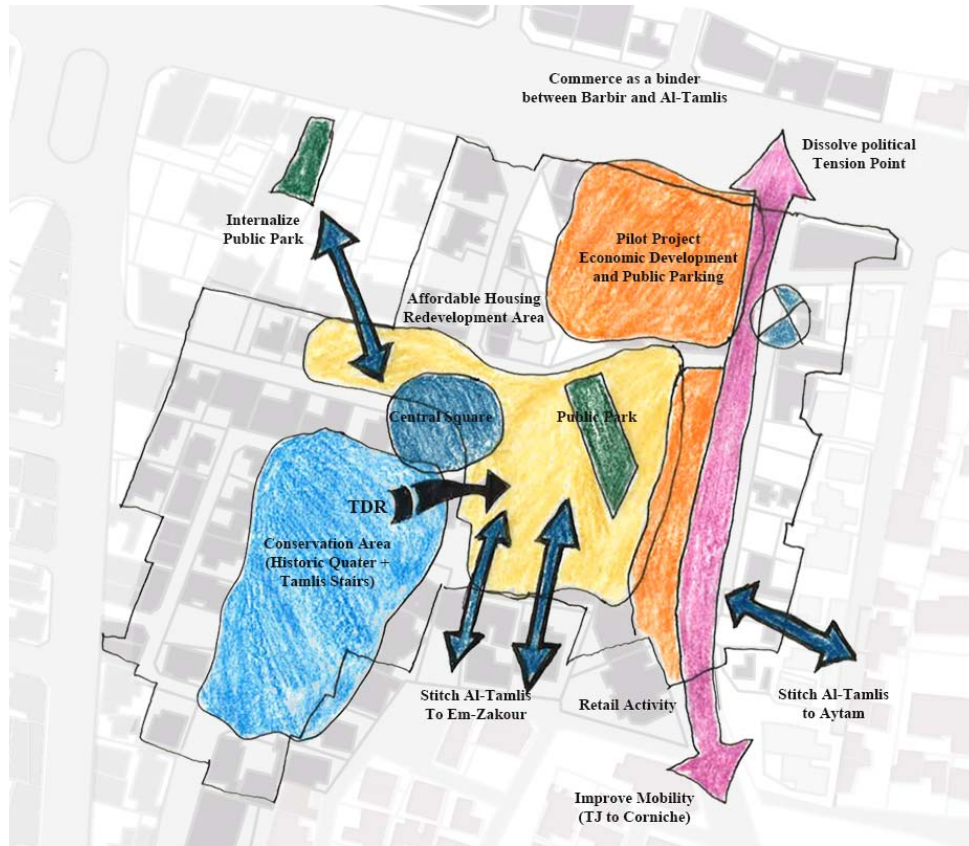 Commerce as a binder
between Barbir and Al-Tamlis
Dissolve political
Tension Point
Internalize
Public Park
Pilot Project
Economic Development
and Public Parking
Affordable Housing
Redevelopment Area
Central Square
Public Park
TDR
Conservation Area
(Historic Quater +
Tamlis Stairs)
Stitch Al-Tamlis
To Em-Zakour
Retail Activity
Stitch Al-Tamlis
to Aytam
Improve Mobility
(TJ to Corniche)